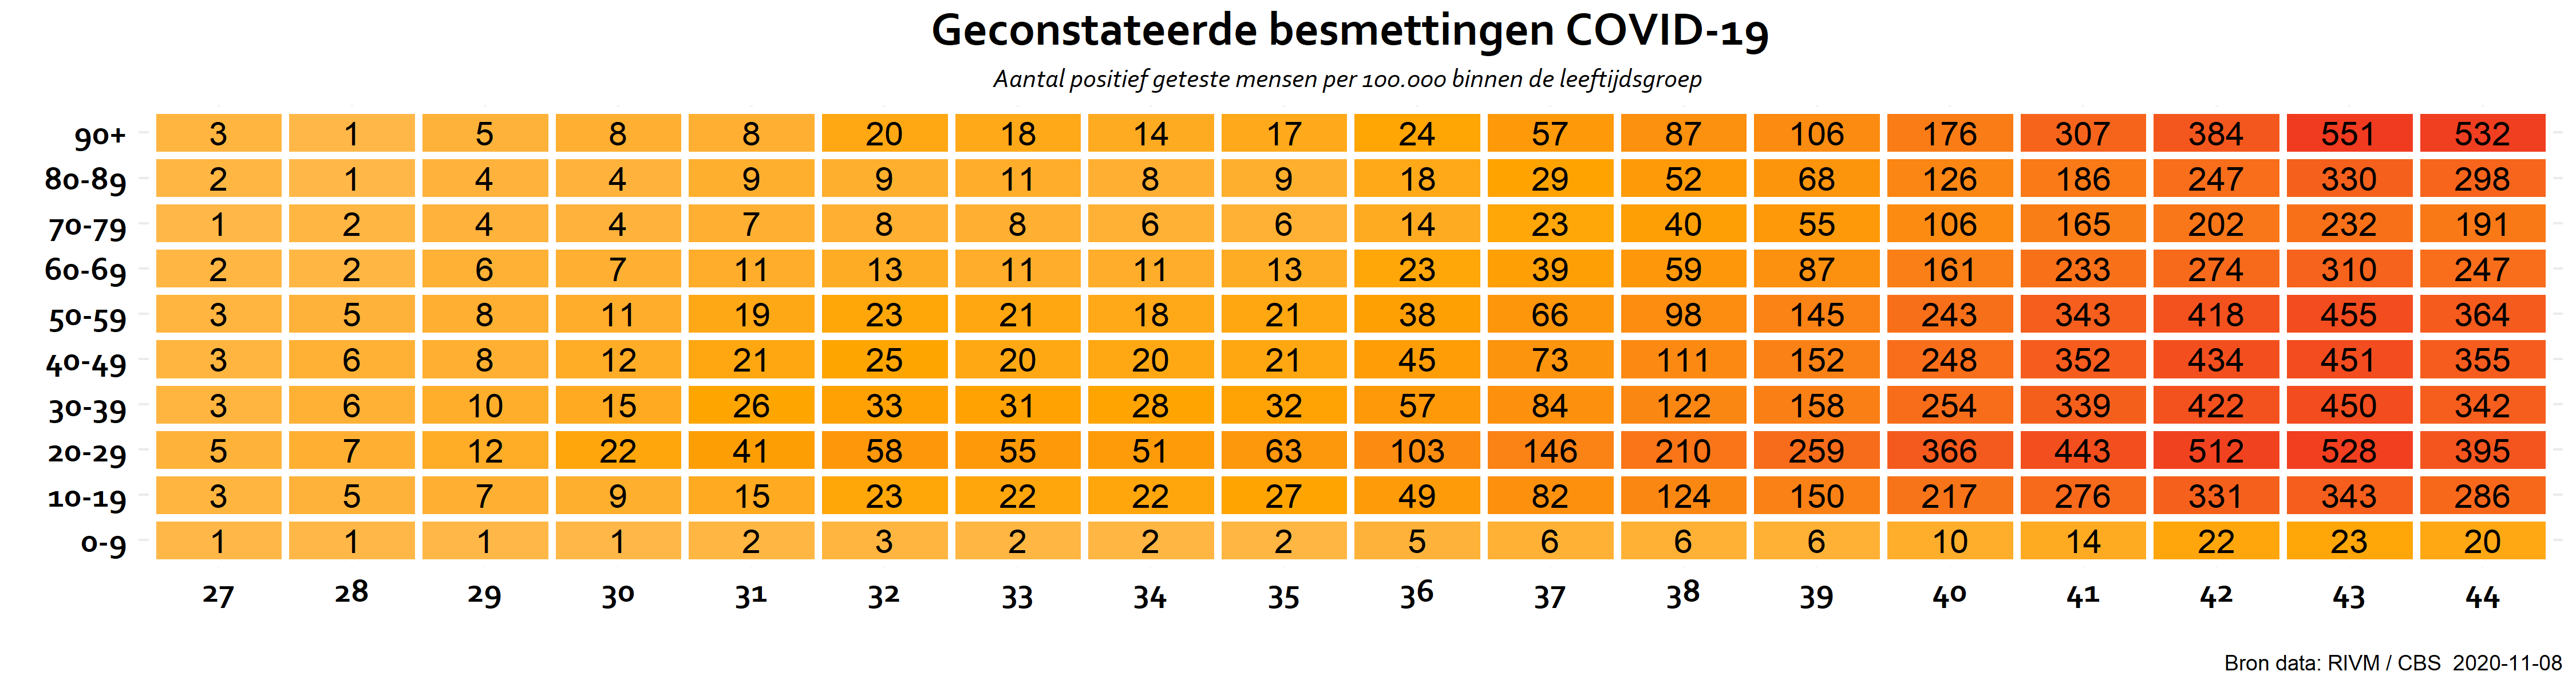 Geconstateerde besmettingen COVID-19
Aantal positief geteste mensen per 100.000 binnen de leeftijdsgroep
90+ 3 1 5 8 8 20 18 14 17 24 57 87 106 176 307 384 551 532
80-89 2 1 4 4 9 9 11 8 9 18 29 52 68 126 186 247 330 298
70-79 1 2 4 4 7 8 8 6 6 14 23 40 55 106 165 202 232 191
60-69 2 2 6 7 11 13 11 11 13 23 39 59 87 161 233 274 310 247
50-59 3 5 8 11 19 23 21 18 21 38 66 98 145 243 343 418 455 364
40-49 3 6 8 12 21 25 20 20 21 45 73 111 152 248 352 434 451 355
30-39 3 6 10 15 26 33 31 28 32 57 84 122 158 254 339 422 450 342
20-29 5 7 12 22 41 58 55 51 63 103 146 210 259 366 443 512 528 395
10-19 3 5 7 9 15 23 22 22 27 49 82 124 150 217 276 331 343 286
0-9 1 1 1 1 2 3 2 2 2 5 6 6 6 10 14 22 23 20
27 28 29 30 31 32 33 34 35 36 37 38 39 40 41 42 43 44
Bron data: RIVM / CBS 2020-11-08